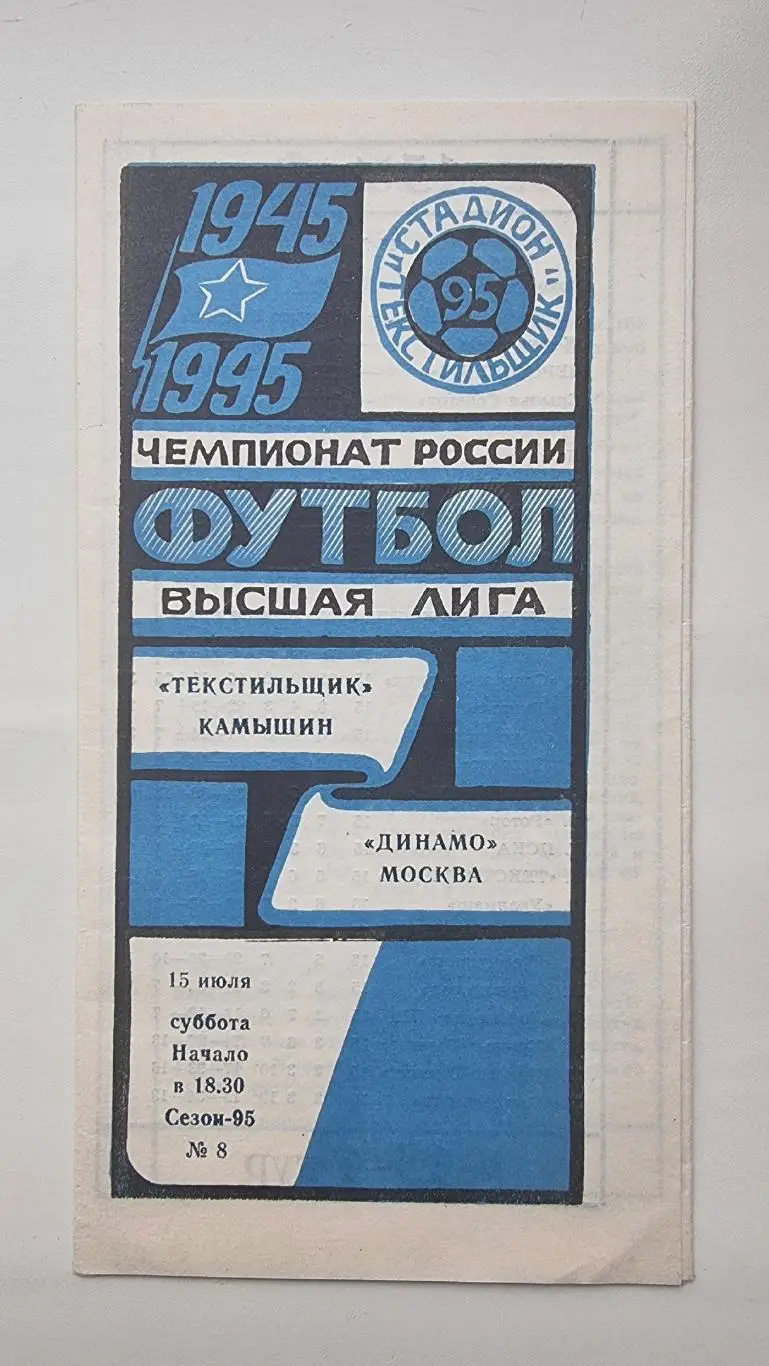 1945
1995
СТАДИОН
"ТЕКСТИЛЬЩИК"
95
ЧЕМПИОНАТ РОССИИ
ФУТБОЛ
ВЫСШАЯ ЛИГА
«ТЕКСТИЛЬЩИК»
КАМЫШИН
«ДИНАМО»
МОСКВА
15 июля
суббота
Начало
в 18.30
Сезон-95
№ 8